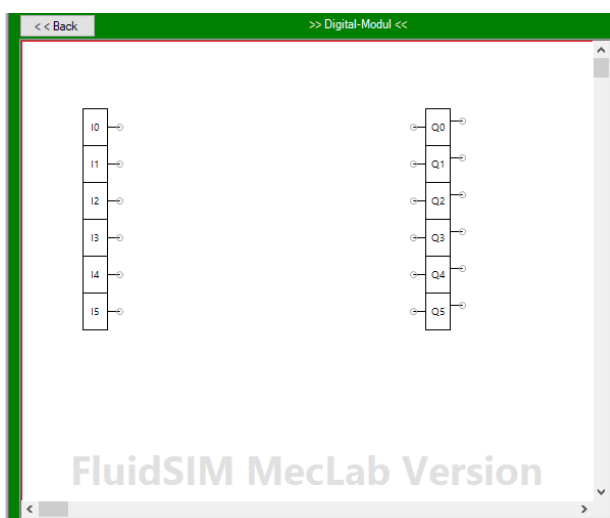 < < Back >> Digital-Modul <<
I0 Q0
I1 Q1
I2 Q2
I3 Q3
I4 Q4
I5 Q5
FluidSIM MecLab Version